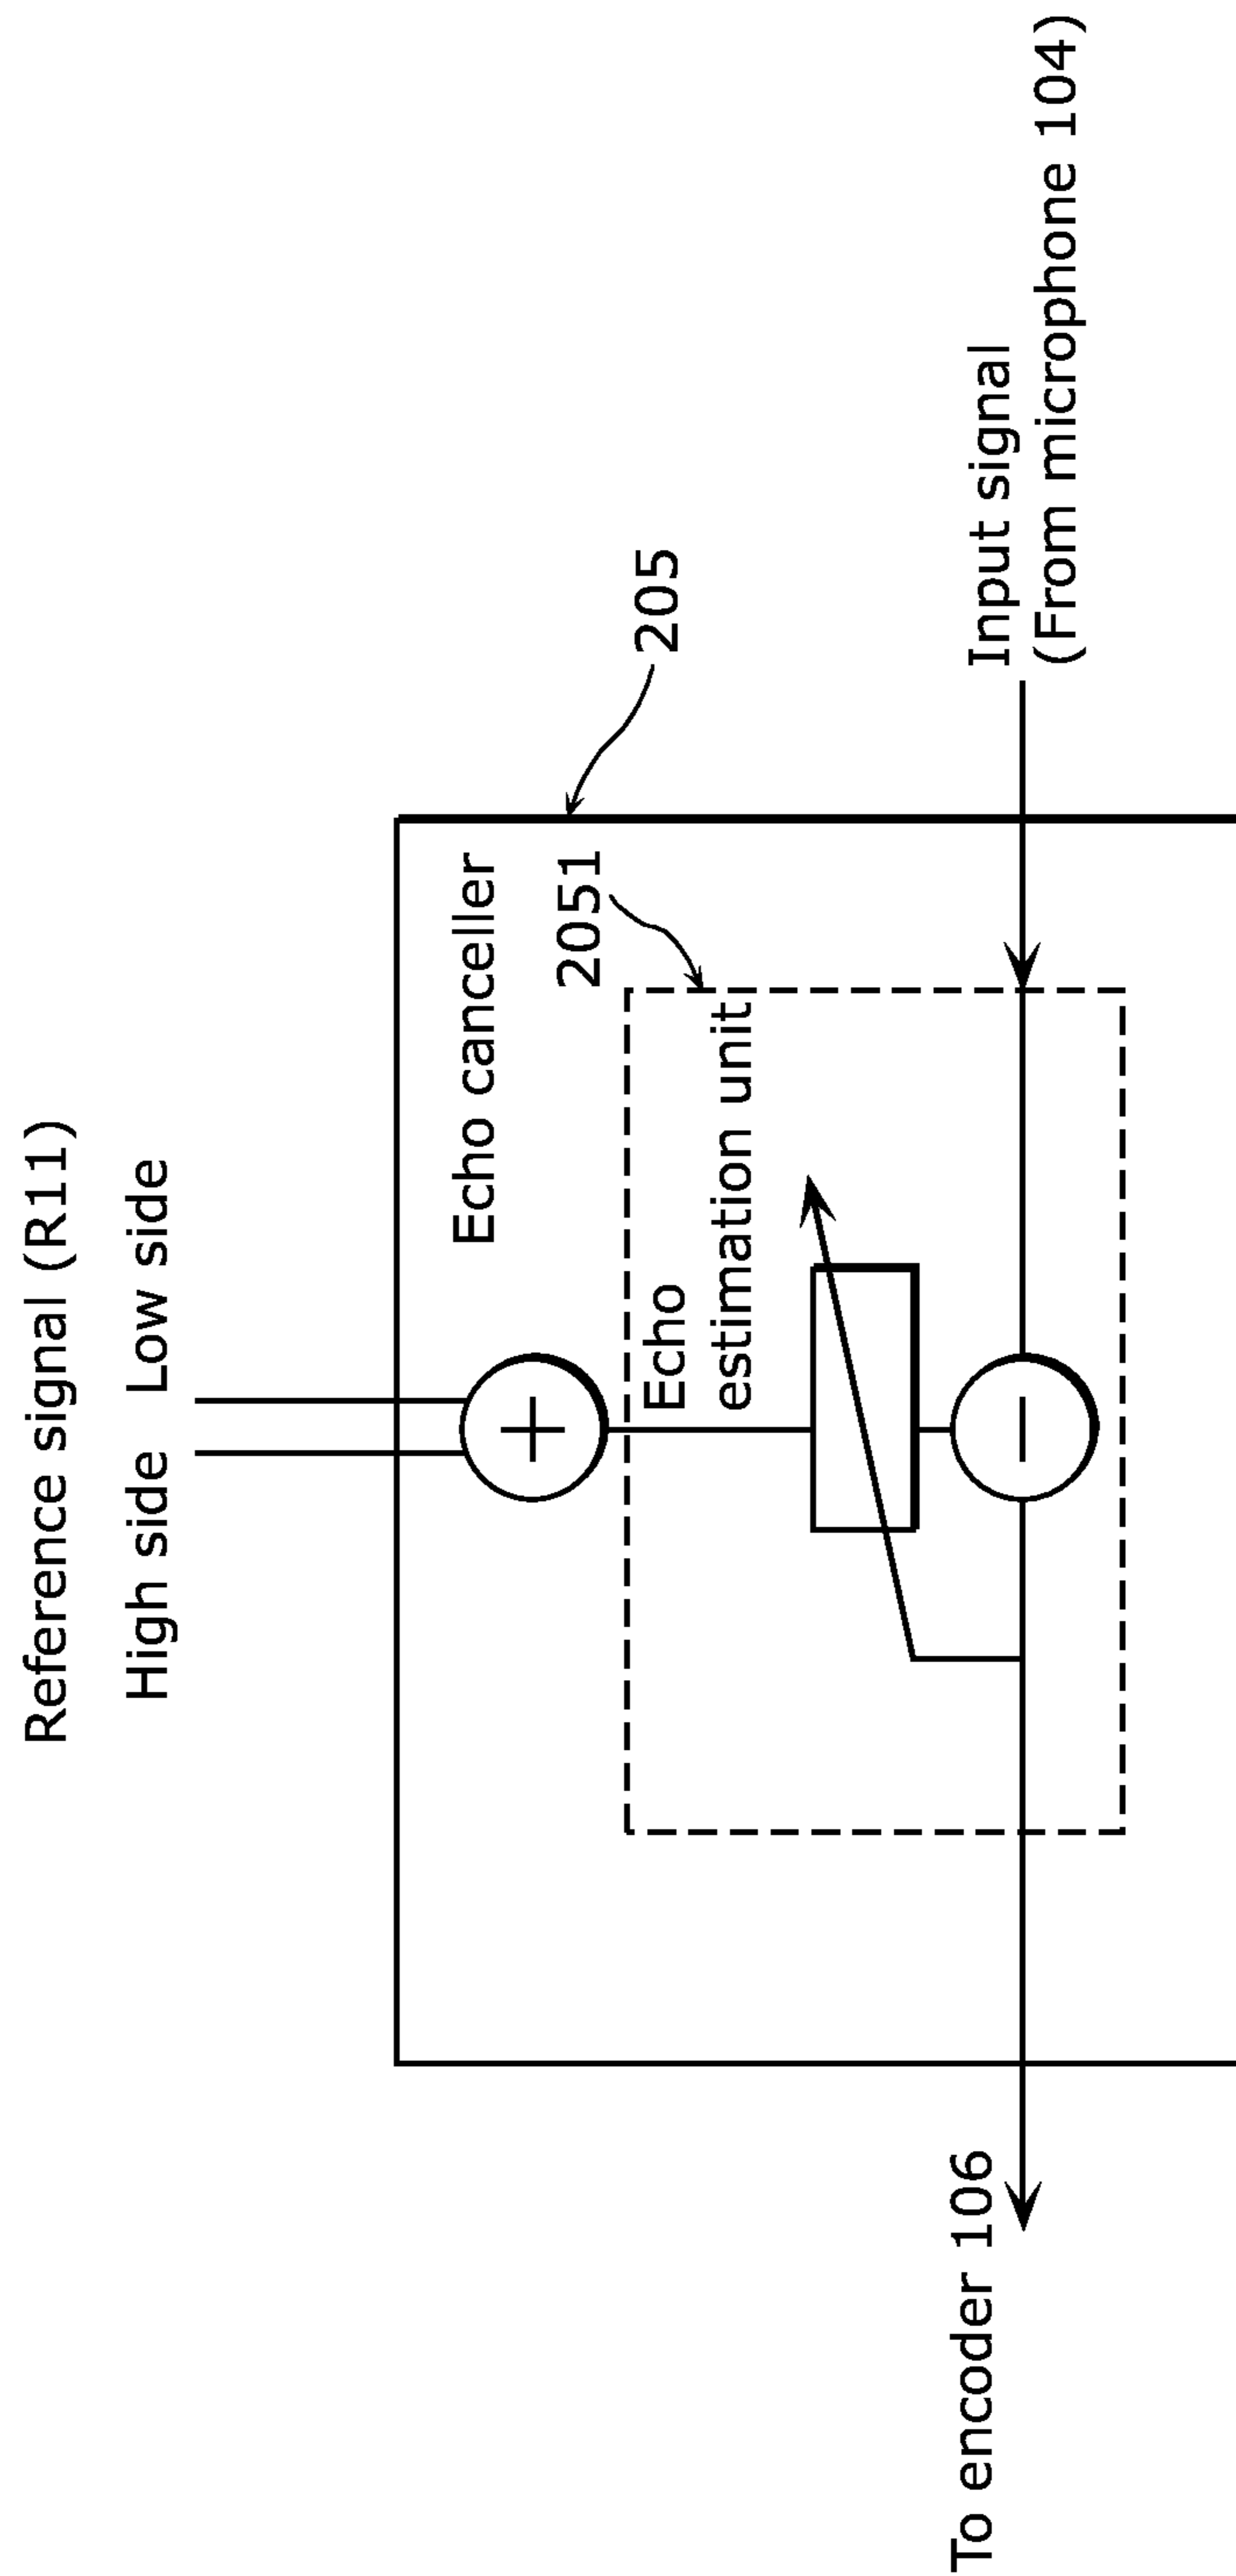 Reference signal (R11)
High side Low side
Echo canceller
205
2051
Echo
estimation unit
Input signal
(From microphone 104)
To encoder 106
+
−